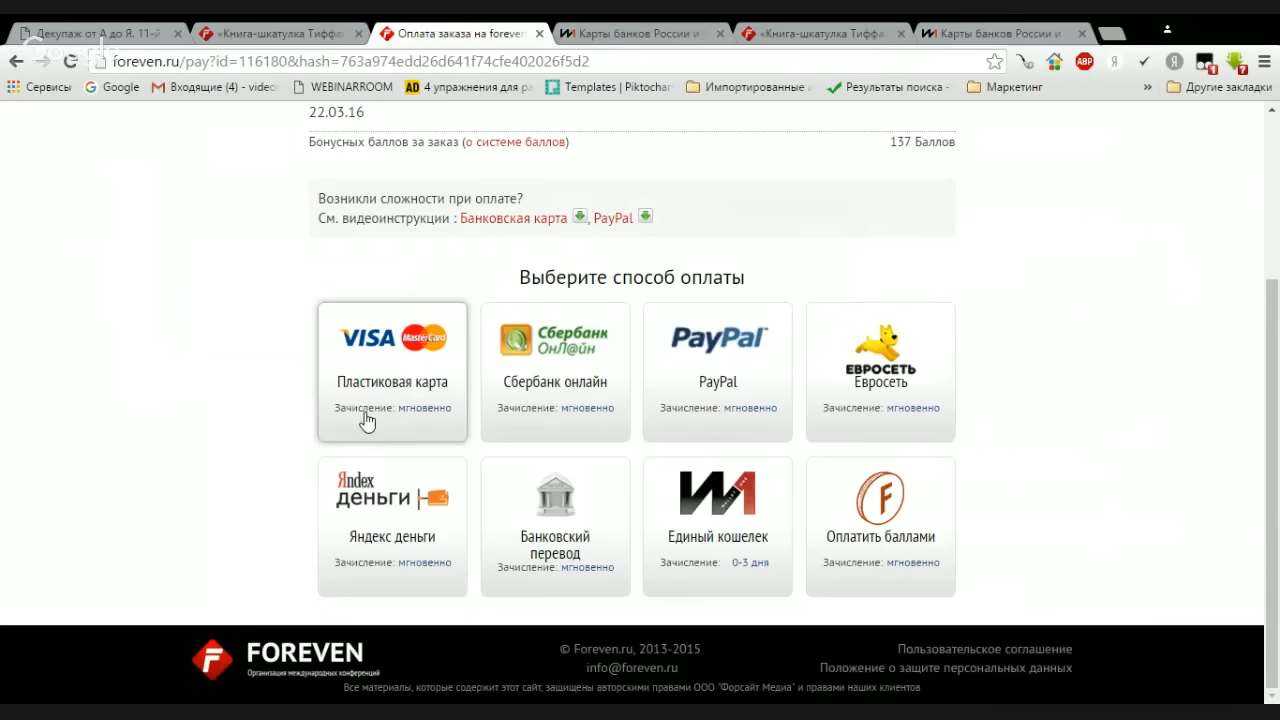 Декупаж от А до Я. 11-й
«Книга-шкатулка Тиффа
Оплата заказа на foreven
Карты банков России и
«Книга-шкатулка Тиффа
Карты банков России и
foreven.ru/pay?id=116180&hash=763a974edd26d641f74cfe402026f5d2
ABP
Я
1
7
Сервисы
Google
Входящие (4) - video
WEBINARROOM
AD 4 упражнения для ра
Templates | Piktochar
Импортированные
Результаты поиска -
Маркетинг
»
Другие закладки
22.03.16
Бонусных баллов за заказ (о системе баллов)
137 Баллов
Возникли сложности при оплате?
См. видеоинструкции : Банковская карта , PayPal
Выберите способ оплаты
VISA MasterCard
Пластиковая карта
Зачисление: мгновенно
Сбербанк
ОнЛ@йн
Сбербанк онлайн
Зачисление: мгновенно
PayPal™
PayPal
Зачисление: мгновенно
ЕВРОСЕТЬ
Евросеть
Зачисление: мгновенно
Яndex
деньги
Яндекс деньги
Зачисление: мгновенно
Банковский
перевод
Зачисление: мгновенно
W1
Единый кошелек
Зачисление: 0-3 дня
F
Оплатить баллами
Зачисление: мгновенно
F FOREVEN
Организация международных конференций
© Foreven.ru, 2013-2015
info@foreven.ru
Пользовательское соглашение
Положение о защите персональных данных
Все материалы, которые содержит этот сайт, защищены авторскими правами ООО "Форсайт Медиа" и правами наших клиентов